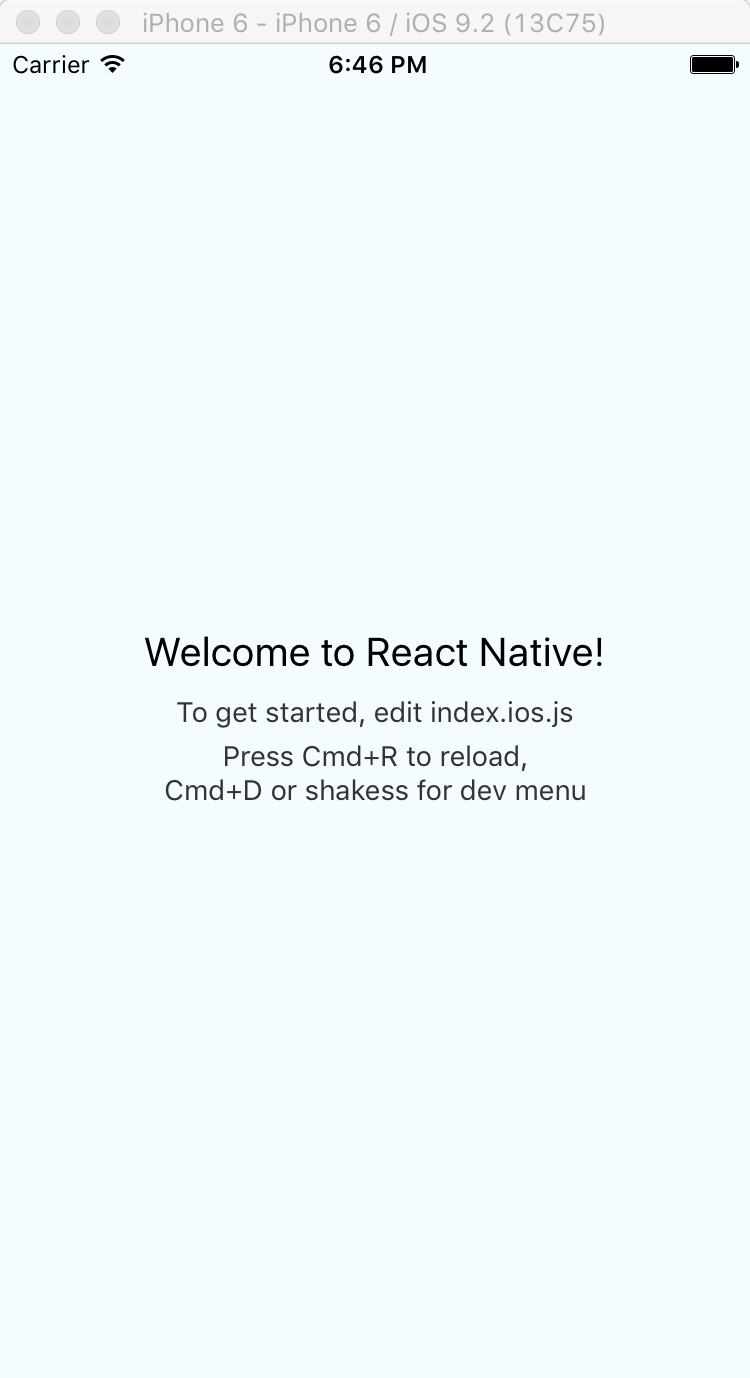 iPhone 6 - iPhone 6 / iOS 9.2 (13C75)
Carrier 6:46 PM
Welcome to React Native!
To get started, edit index.ios.js
Press Cmd+R to reload,
Cmd+D or shakess for dev menu